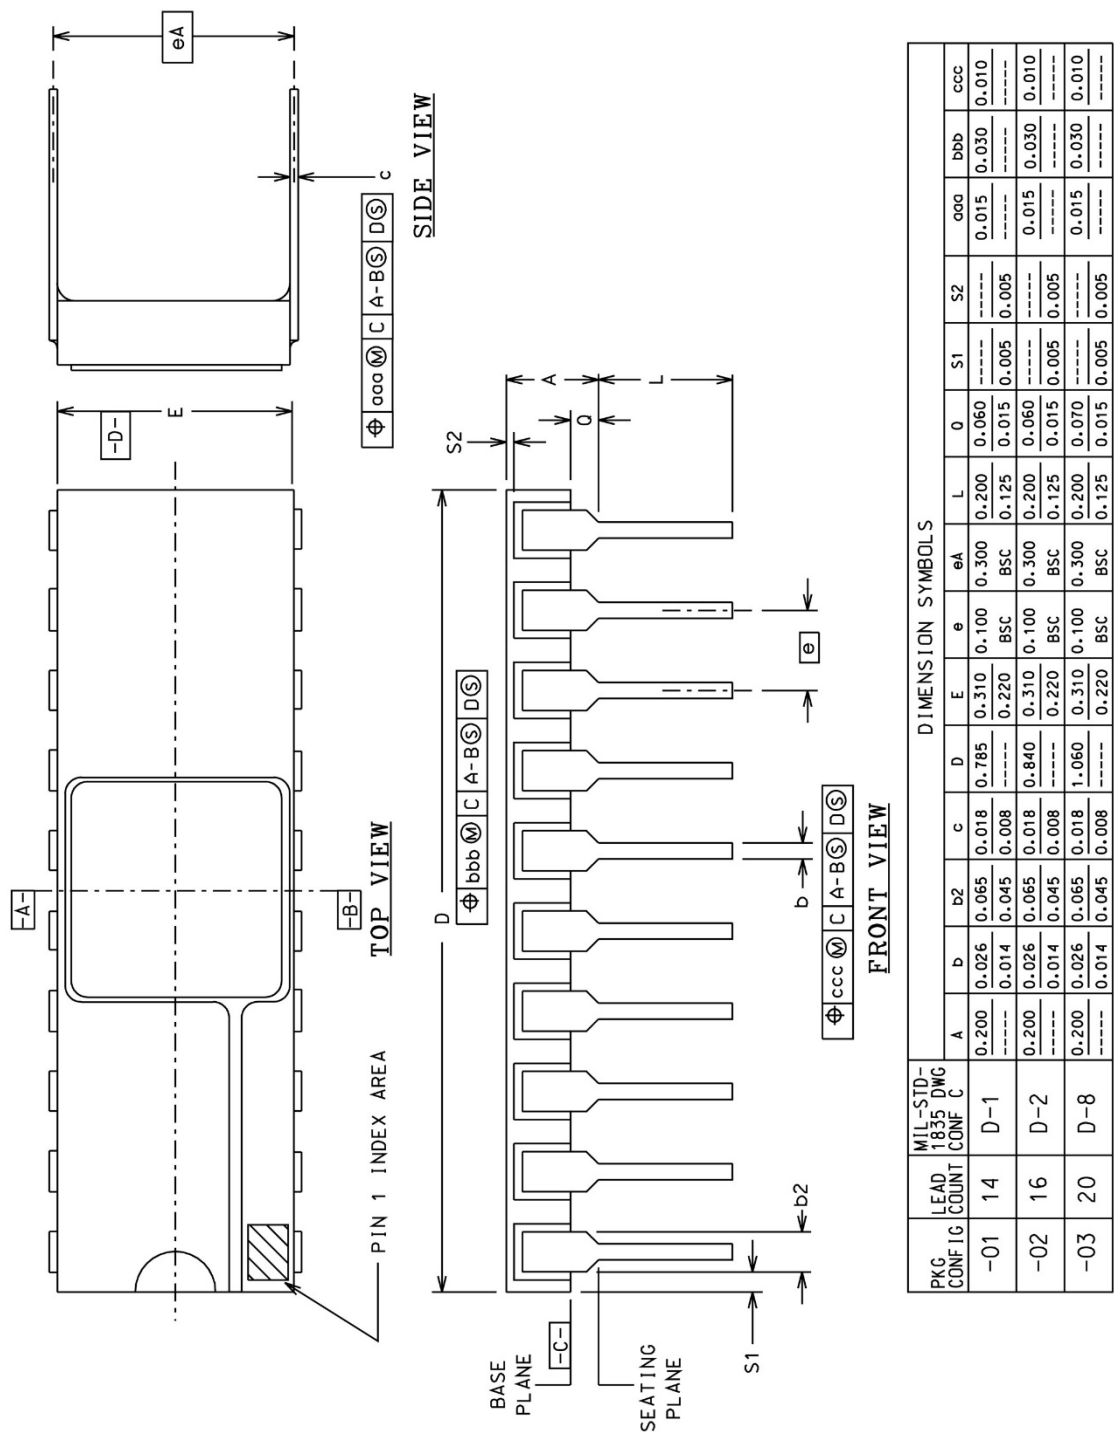 -A-
-B-
-D-
E
TOP VIEW
PIN 1 INDEX AREA
eA
c
⌖ aaa Ⓜ C A-B Ⓢ D Ⓢ
SIDE VIEW
D
⌖ bbb Ⓜ C A-B Ⓢ D Ⓢ
S2
A
Q
L
BASE
PLANE
-C-
SEATING
PLANE
S1
b2
b
e
⌖ ccc Ⓜ C A-B Ⓢ D Ⓢ
FRONT VIEW
PKG CONFIG LEAD COUNT MIL-STD-1835 DWG CONF C DIMENSION SYMBOLS
A b b2 c D E e eA L Q S1 S2 aaa bbb ccc
-01 14 D-1 0.200 0.026 0.065 0.018 0.785 0.310 0.100 0.300 0.200 0.060 ----- ----- 0.015 0.030 0.010
----- 0.014 0.045 0.008 ----- 0.220 BSC BSC 0.125 0.015 0.005 0.005 ----- ----- -----
-02 16 D-2 0.200 0.026 0.065 0.018 0.840 0.310 0.100 0.300 0.200 0.060 ----- ----- 0.015 0.030 0.010
----- 0.014 0.045 0.008 ----- 0.220 BSC BSC 0.125 0.015 0.005 0.005 ----- ----- -----
-03 20 D-8 0.200 0.026 0.065 0.018 1.060 0.310 0.100 0.300 0.200 0.070 ----- ----- 0.015 0.030 0.010
----- 0.014 0.045 0.008 ----- 0.220 BSC BSC 0.125 0.015 0.005 0.005 ----- ----- -----